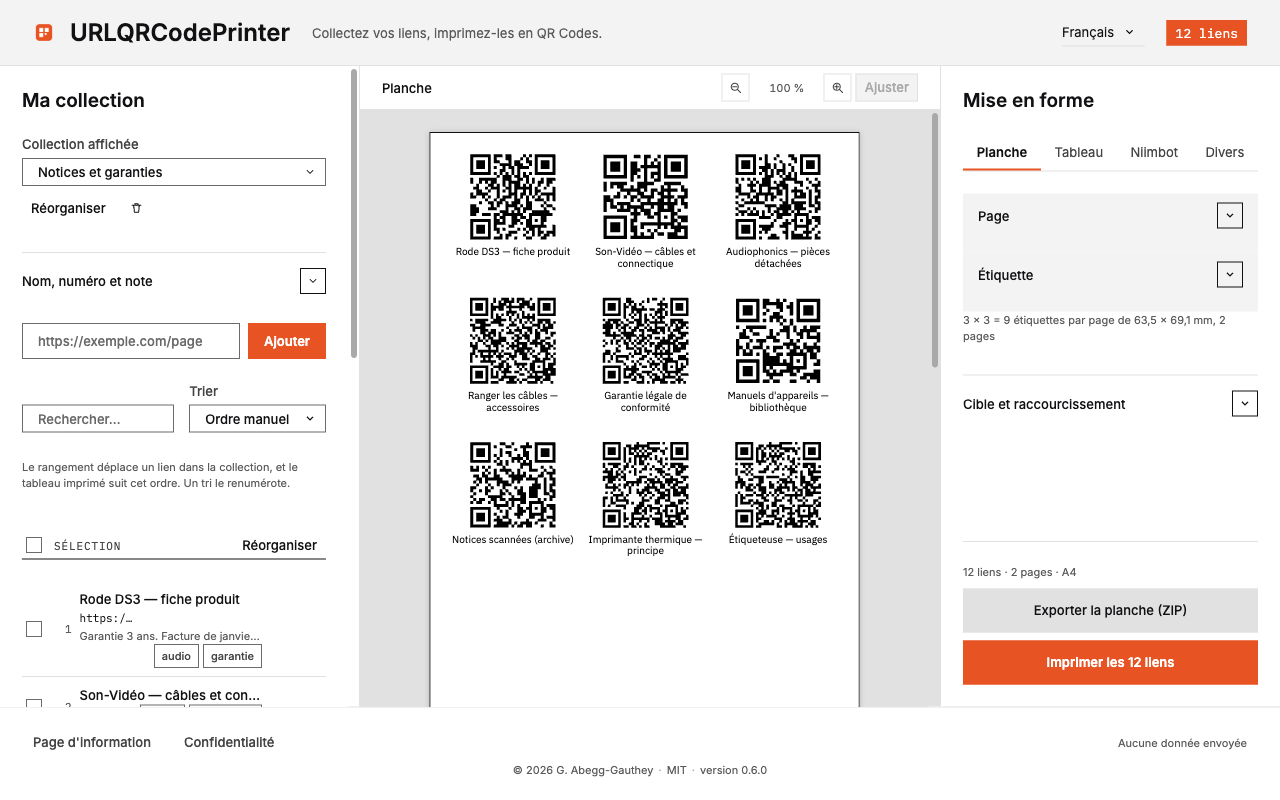 URLQRCodePrinter
Collectez vos liens, imprimez-les en QR Codes.
Français
12 liens
Ma collection
Collection affichée
Notices et garanties
Réorganiser
Nom, numéro et note
https://exemple.com/page
Ajouter
Trier
Rechercher...
Ordre manuel
Le rangement déplace un lien dans la collection, et le
tableau imprimé suit cet ordre. Un tri le renumérote.
SÉLECTION
Réorganiser
Rode DS3 — fiche produit
https:/…
1
Garantie 3 ans. Facture de janvie…
audio
garantie
Son-Vidéo — câbles et con…
Planche
100 %
Ajuster
Rode DS3 — fiche produit
Son-Vidéo — câbles et
connectique
Audiophonics — pièces
détachées
Ranger les câbles —
accessoires
Garantie légale de
conformité
Manuels d'appareils —
bibliothèque
Notices scannées (archive)
Imprimante thermique —
principe
Étiqueteuse — usages
Mise en forme
Planche
Tableau
Niimbot
Divers
Page
Étiquette
3 × 3 = 9 étiquettes par page de 63,5 × 69,1 mm, 2
pages
Cible et raccourcissement
12 liens · 2 pages · A4
Exporter la planche (ZIP)
Imprimer les 12 liens
Page d'information
Confidentialité
Aucune donnée envoyée
© 2026 G. Abegg-Gauthey · MIT · version 0.6.0